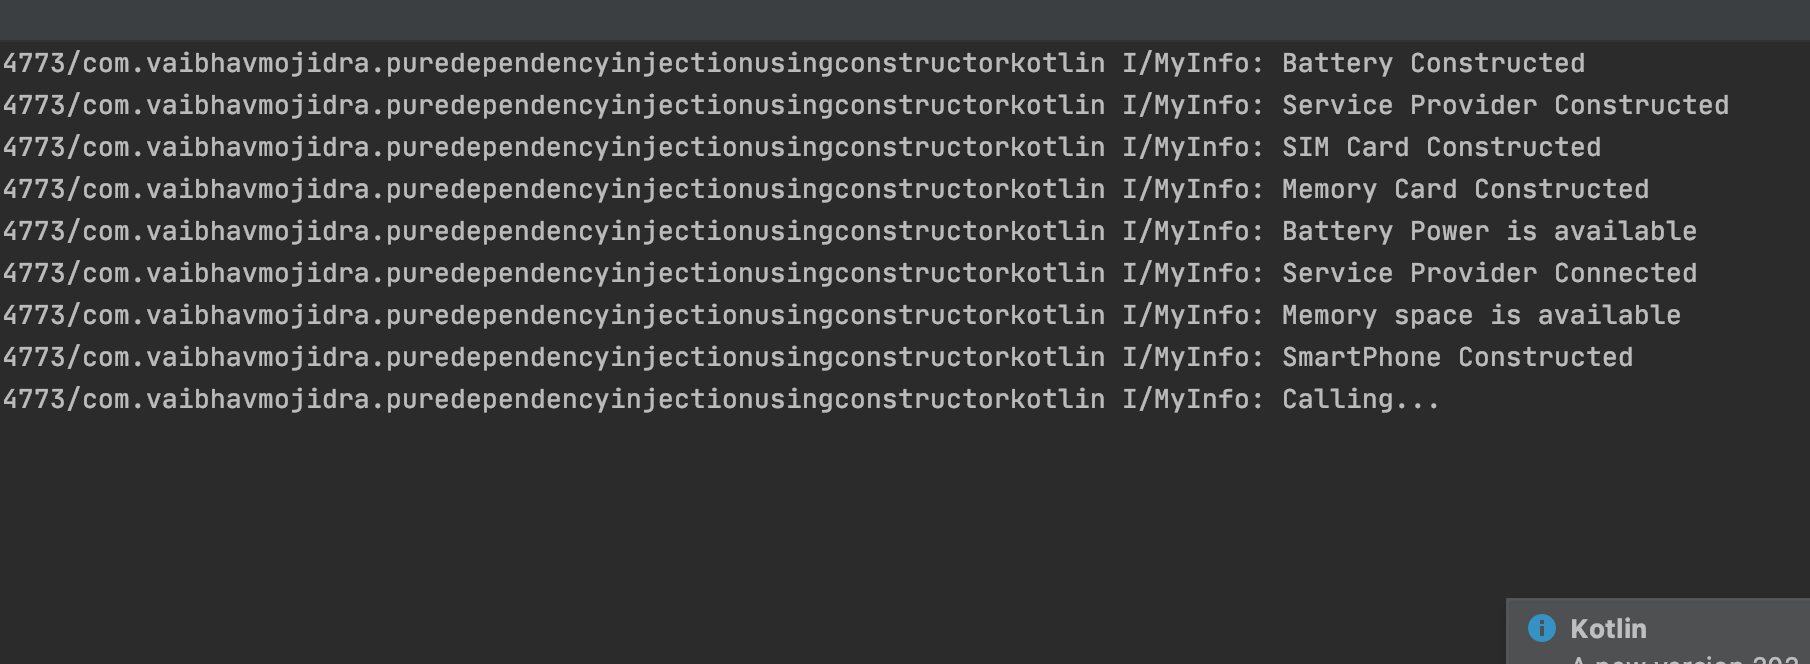 4773/com.vaibhavmojidra.puredependencyinjectionusingconstructorkotlin I/MyInfo: Battery Constructed
4773/com.vaibhavmojidra.puredependencyinjectionusingconstructorkotlin I/MyInfo: Service Provider Constructed
4773/com.vaibhavmojidra.puredependencyinjectionusingconstructorkotlin I/MyInfo: SIM Card Constructed
4773/com.vaibhavmojidra.puredependencyinjectionusingconstructorkotlin I/MyInfo: Memory Card Constructed
4773/com.vaibhavmojidra.puredependencyinjectionusingconstructorkotlin I/MyInfo: Battery Power is available
4773/com.vaibhavmojidra.puredependencyinjectionusingconstructorkotlin I/MyInfo: Service Provider Connected
4773/com.vaibhavmojidra.puredependencyinjectionusingconstructorkotlin I/MyInfo: Memory space is available
4773/com.vaibhavmojidra.puredependencyinjectionusingconstructorkotlin I/MyInfo: SmartPhone Constructed
4773/com.vaibhavmojidra.puredependencyinjectionusingconstructorkotlin I/MyInfo: Calling...
Kotlin
A new version